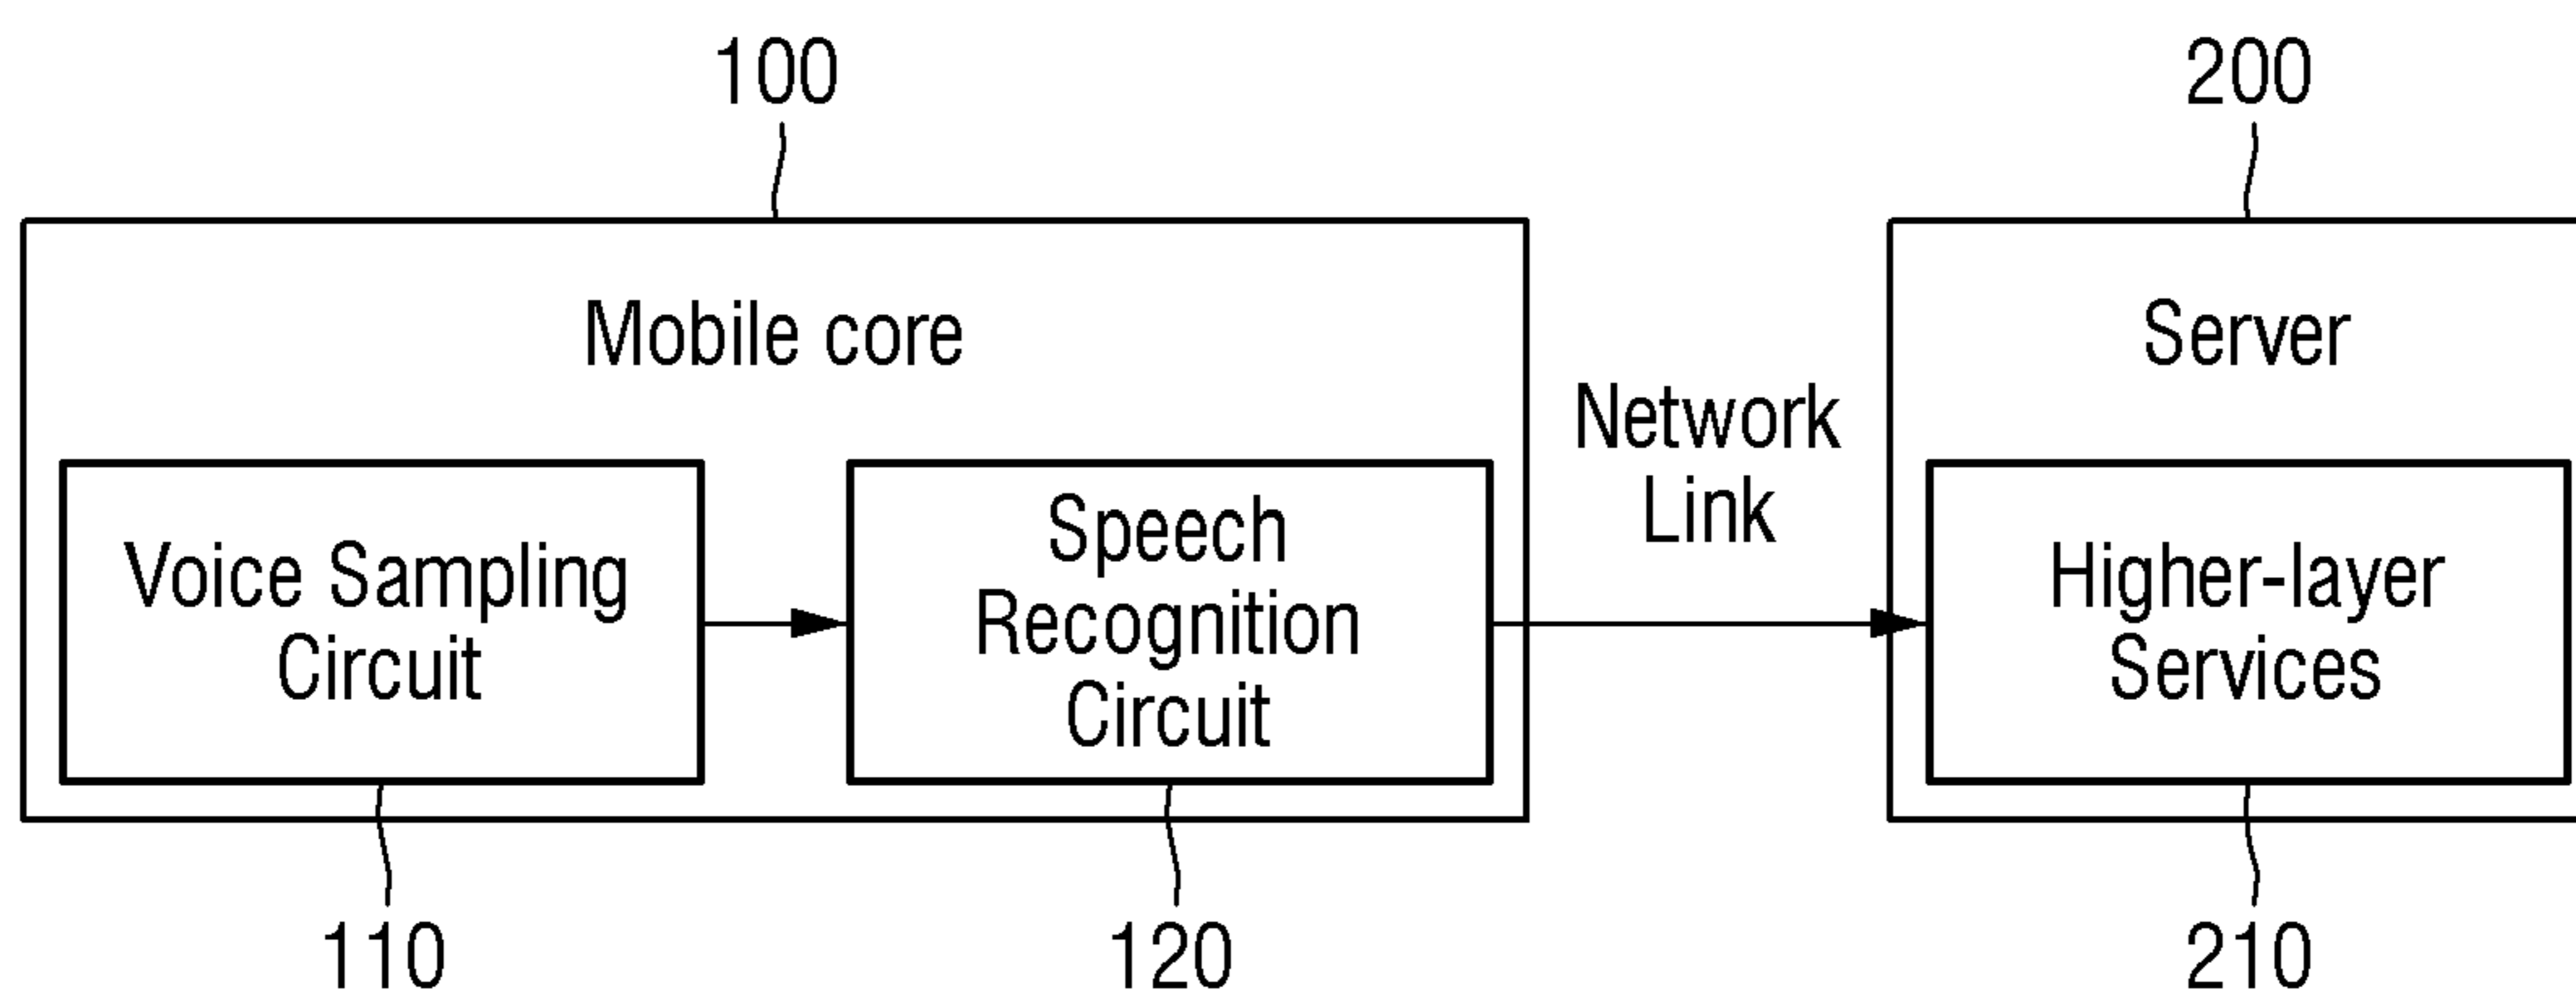 100
200
Mobile core
Server
Network
Link
Voice Sampling
Circuit
Speech
Recognition
Circuit
Higher-layer
Services
110
120
210